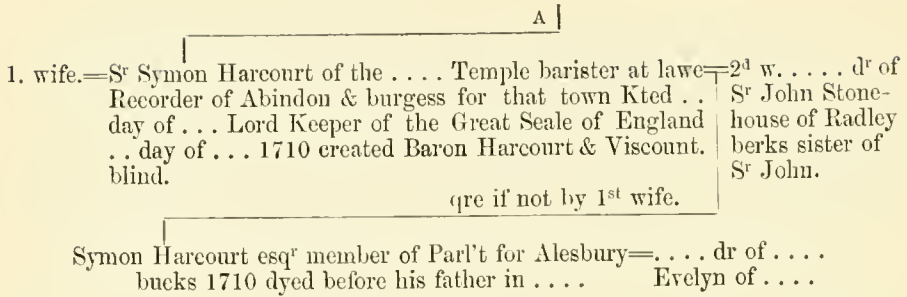 A
1. wife.=Sʳ Symon Harcourt of the .... Temple barister at lawe=2ᵈ w..... dʳ of
Recorder of Abindon & burgess for that town Kted .. Sʳ John Stone-
day of ... Lord Keeper of the Great Seale of England house of Radley
.. day of ... 1710 created Baron Harcourt & Viscount. berks sister of
blind. Sʳ John.
qre if not by 1ˢᵗ wife.
Symon Harcourt esqʳ member of Parl't for Alesbury=.... dr of ....
bucks 1710 dyed before his father in .... Evelyn of ....